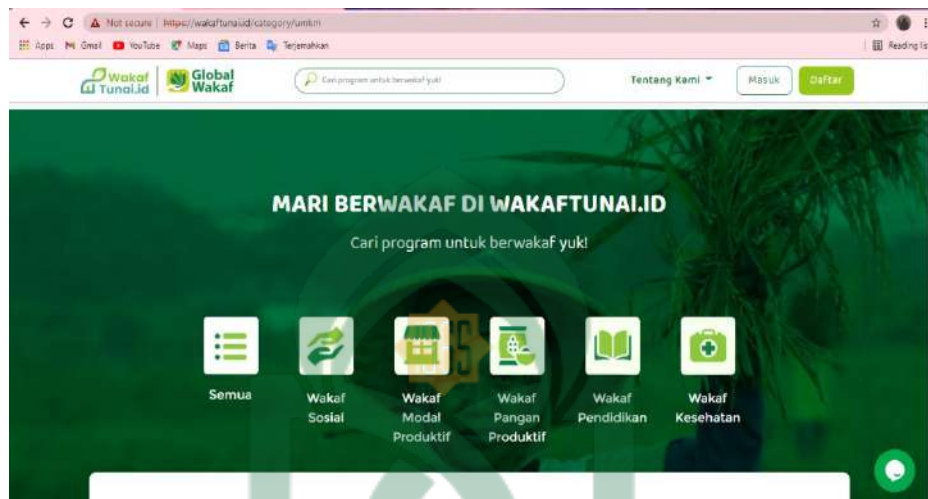 Not secure | https://wakaftunai.id/category/umkm
Apps Gmail YouTube Maps Berita Terjemahkan Reading lis
Wakaf Tunai.id Global Wakaf
Cari program untuk berwakaf yuk!
Tentang Kami Masuk Daftar
MARI BERWAKAF DI WAKAFTUNAI.ID
Cari program untuk berwakaf yuk!
Semua
Wakaf Sosial
Wakaf Modal Produktif
Wakaf Pangan Produktif
Wakaf Pendidikan
Wakaf Kesehatan